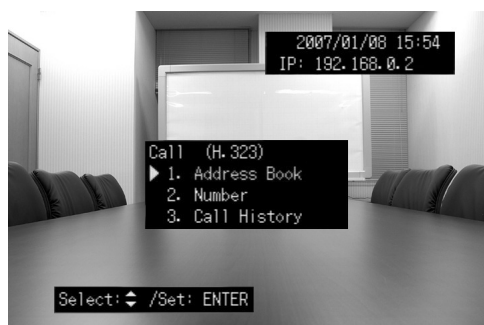 2007/01/08 15:54
IP: 192.168.0.2
Call (H.323)
▶ 1. Address Book
2. Number
3. Call History
Select:⬍ /Set: ENTER